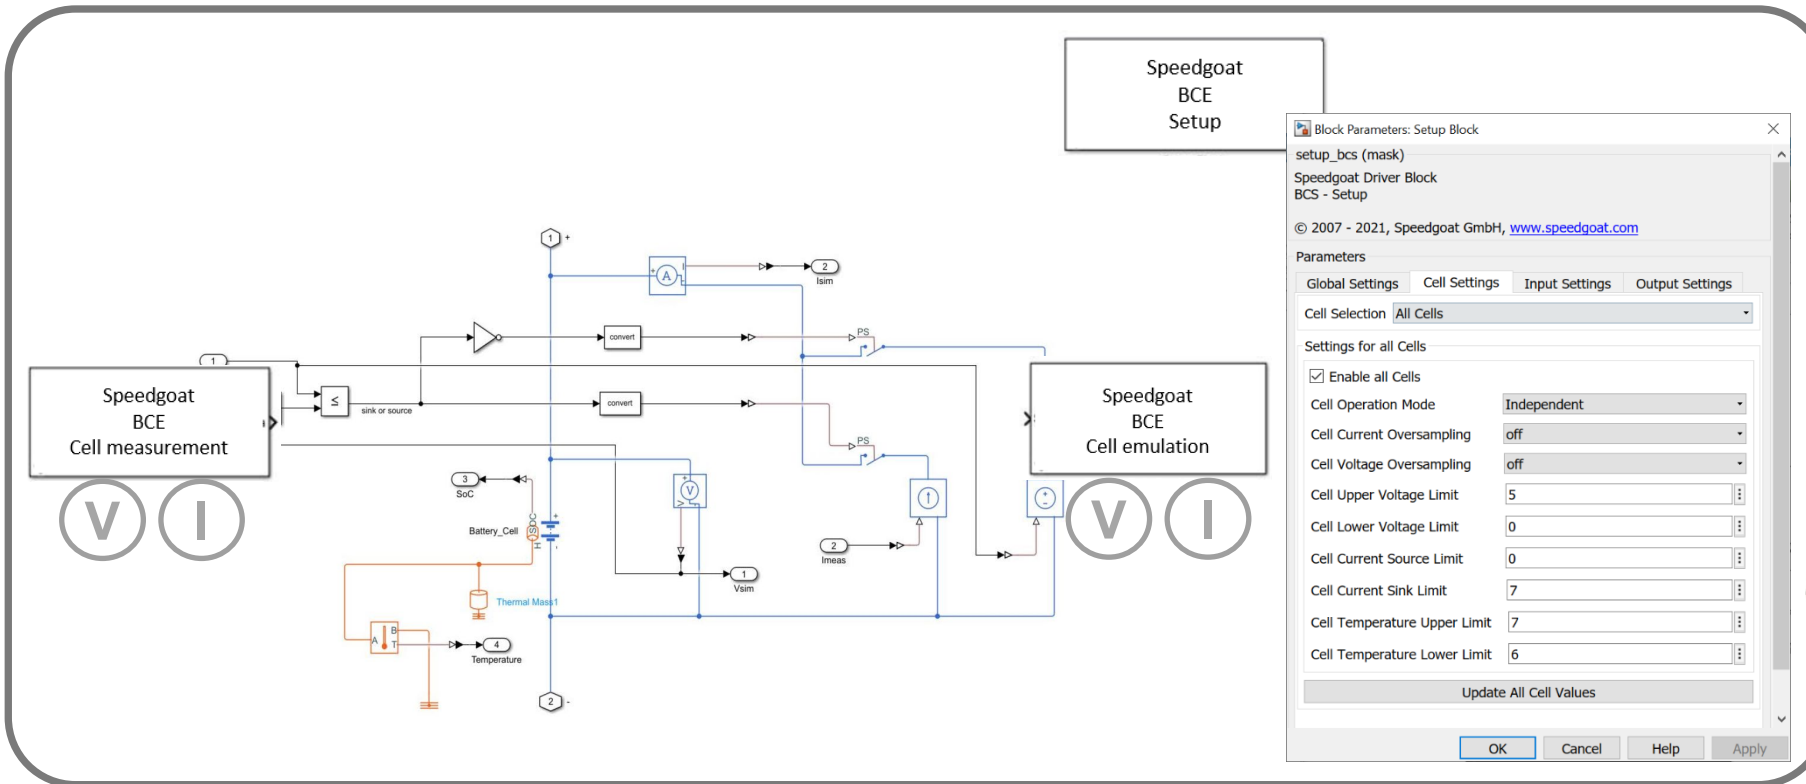 Speedgoat
BCE
Setup
Block Parameters: Setup Block
setup_bcs (mask)
Speedgoat Driver Block
BCS - Setup
© 2007 - 2021, Speedgoat GmbH, www.speedgoat.com
Parameters
Global Settings Cell Settings Input Settings Output Settings
Cell Selection All Cells
Settings for all Cells
Enable all Cells
Cell Operation Mode Independent
Cell Current Oversampling off
Cell Voltage Oversampling off
Cell Upper Voltage Limit 5
Cell Lower Voltage Limit 0
Cell Current Source Limit 0
Cell Current Sink Limit 7
Cell Temperature Upper Limit 7
Cell Temperature Lower Limit 6
Update All Cell Values
OK Cancel Help Apply
1 +
+ A I
2
Isim
convert
PS
1
Speedgoat
BCE
Cell measurement
V I
≤
sink or source
convert
PS
Speedgoat
BCE
Cell emulation
V I
3
SoC
+ V V
+
-
Battery_Cell
SOC
H
+
-
2
Imeas
1
Vsim
Thermal Mass1
A B T
4
Temperature
2 -